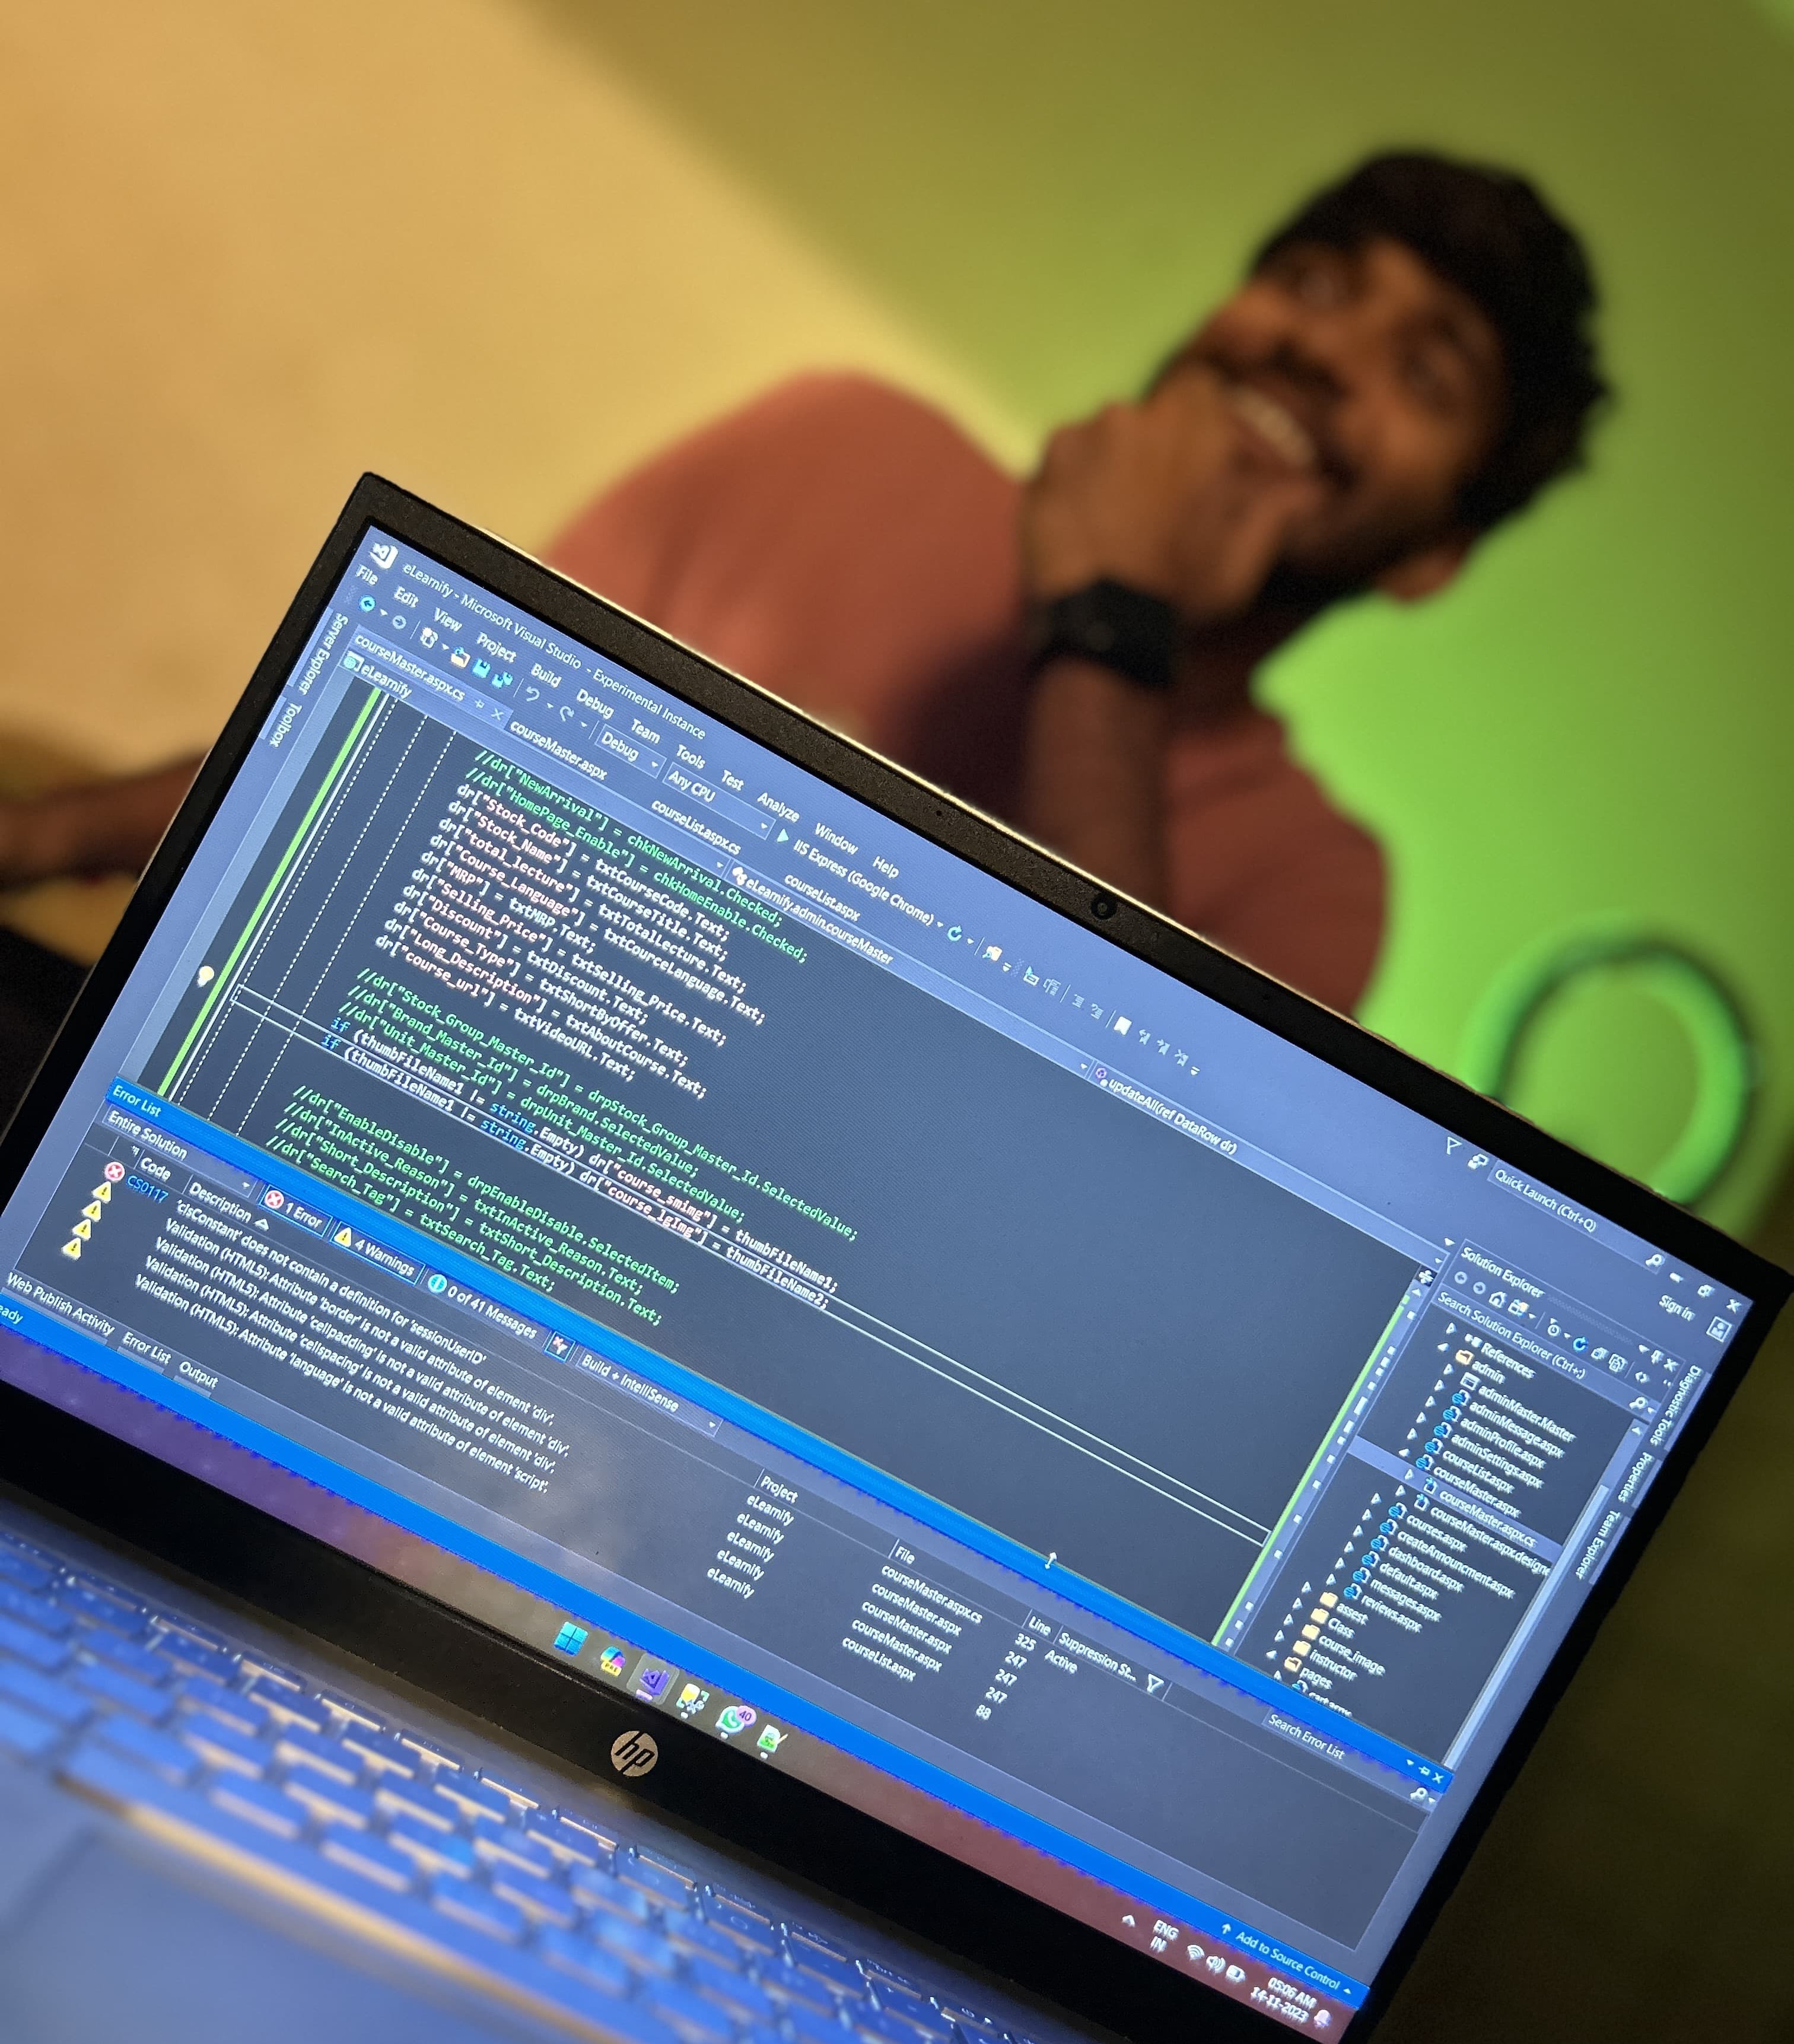 eLearnify - Microsoft Visual Studio - Experimental Instance
Quick Launch (Ctrl+Q)
File Edit View Project Build Debug Team Tools Test Analyze Window Help
Sign in
Debug Any CPU IIS Express (Google Chrome)
Server Explorer Toolbox
courseMaster.aspx.cs courseMaster.aspx courseList.aspx.cs courseList.aspx
eLearnify eLearnify.admin.courseMaster updateAll(ref DataRow dr)
//dr["NewArrival"] = chkNewArrival.Checked;
//dr["HomePage_Enable"] = chkHomeEnable.Checked;
dr["Stock_Code"] = txtCourseCode.Text;
dr["Stock_Name"] = txtCourseTitle.Text;
dr["total_lecture"] = txtTotalLecture.Text;
dr["Course_Language"] = txtCourceLanguage.Text;
dr["MRP"] = txtMRP.Text;
dr["Selling_Price"] = txtSelling_Price.Text;
dr["Discount"] = txtDiscount.Text;
dr["Course_Type"] = txtShortByOffer.Text;
dr["Long_Description"] = txtAboutCourse.Text;
dr["course_url"] = txtVideoURL.Text;
//dr["Stock_Group_Master_Id"] = drpStock_Group_Master_Id.SelectedValue;
//dr["Brand_Master_Id"] = drpBrand.SelectedValue;
//dr["Unit_Master_Id"] = drpUnit_Master_Id.SelectedValue;
if (thumbFileName1 != string.Empty) dr["course_smimg"] = thumbFileName1;
if (thumbFileName1 != string.Empty) dr["course_lgImg"] = thumbFileName2;
//dr["EnableDisable"] = drpEnableDisable.SelectedItem;
//dr["InActive_Reason"] = txtInActive_Reason.Text;
//dr["Short_Description"] = txtShort_Description.Text;
//dr["Search_Tag"] = txtSearch_Tag.Text;
Solution Explorer
Search Solution Explorer (Ctrl+;)
References
admin
adminMaster.Master
adminMessage.aspx
adminProfile.aspx
adminSettings.aspx
courseList.aspx
courseMaster.aspx
courseMaster.aspx.cs
courseMaster.aspx.designe
courses.aspx
createAnnouncment.aspx
dashboard.aspx
default.aspx
messages.aspx
reviews.aspx
assest
Class
course_image
instructor
pages
Diagnostic Tools Properties Team Explorer
Error List
Entire Solution 1 Error 4 Warnings 0 of 41 Messages Build + IntelliSense
Search Error List
Code Description Project File Line Suppression St...
CS0117 'clsConstant' does not contain a definition for 'sessionUserID' eLearnify courseMaster.aspx.cs 325 Active
Validation (HTML5): Attribute 'border' is not a valid attribute of element 'div'. eLearnify courseMaster.aspx 247
Validation (HTML5): Attribute 'cellpadding' is not a valid attribute of element 'div'. eLearnify courseMaster.aspx 247
Validation (HTML5): Attribute 'cellspacing' is not a valid attribute of element 'div'. eLearnify courseMaster.aspx 247
Validation (HTML5): Attribute 'language' is not a valid attribute of element 'script'. eLearnify courseList.aspx 88
Web Publish Activity Error List Output
Add to Source Control
40
ENG
IN
05:06 AM
14-11-2023
hp